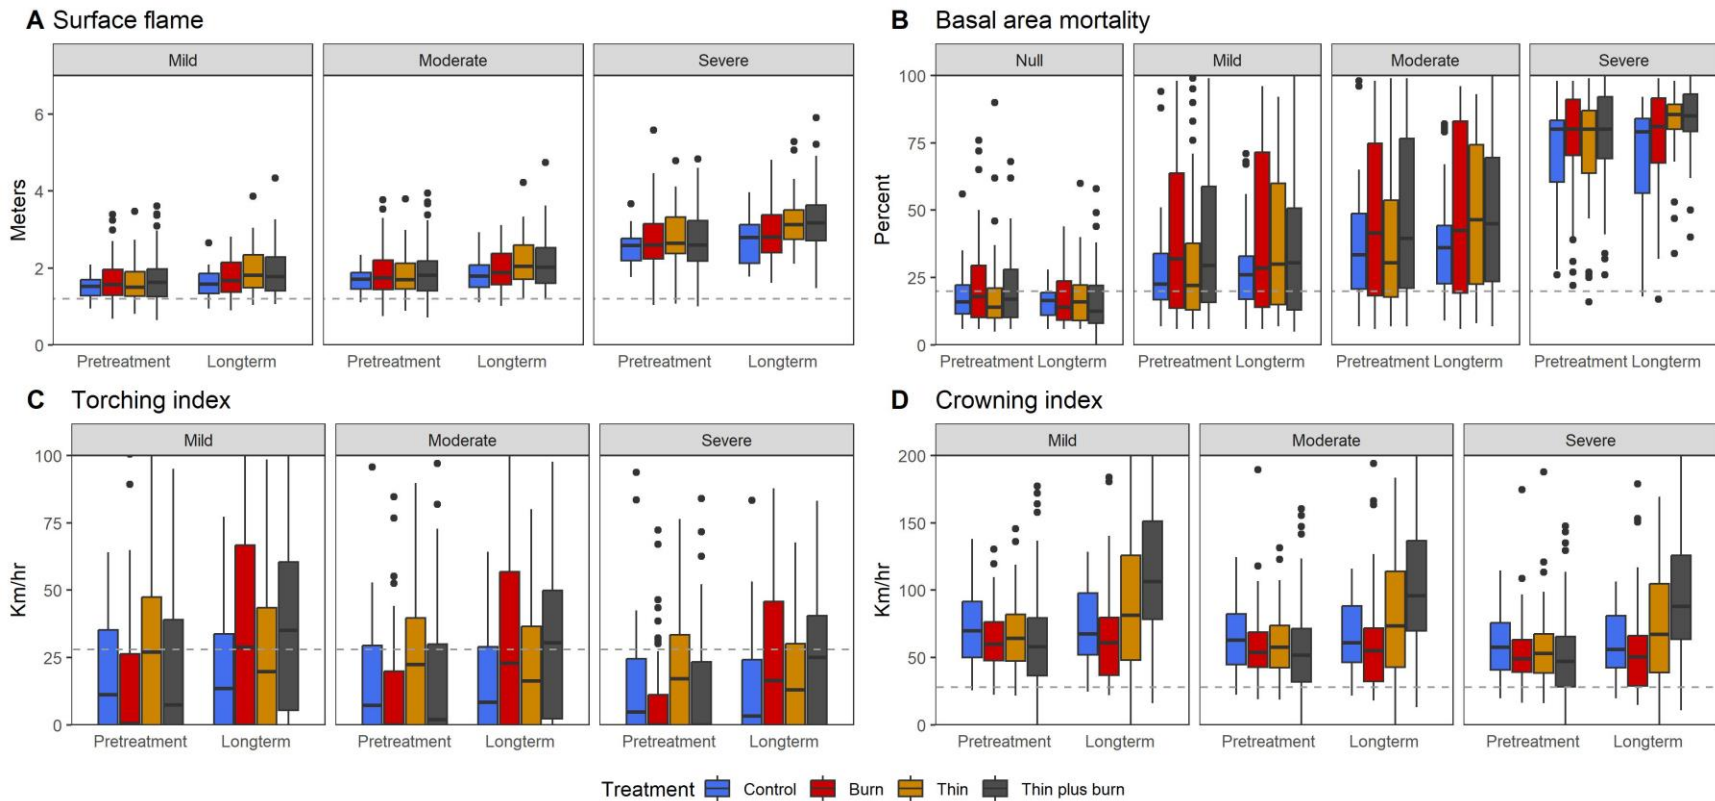 A Surface flame
Mild Moderate Severe
Meters
6
4
2
0
Pretreatment Longterm Pretreatment Longterm Pretreatment Longterm
B Basal area mortality
Null Mild Moderate Severe
Percent
100
75
50
25
0
Pretreatment Longterm Pretreatment Longterm Pretreatment Longterm Pretreatment Longterm
C Torching index
Mild Moderate Severe
Km/hr
100
75
50
25
0
Pretreatment Longterm Pretreatment Longterm Pretreatment Longterm
D Crowning index
Mild Moderate Severe
Km/hr
200
150
100
50
0
Pretreatment Longterm Pretreatment Longterm Pretreatment Longterm
Treatment Control Burn Thin Thin plus burn